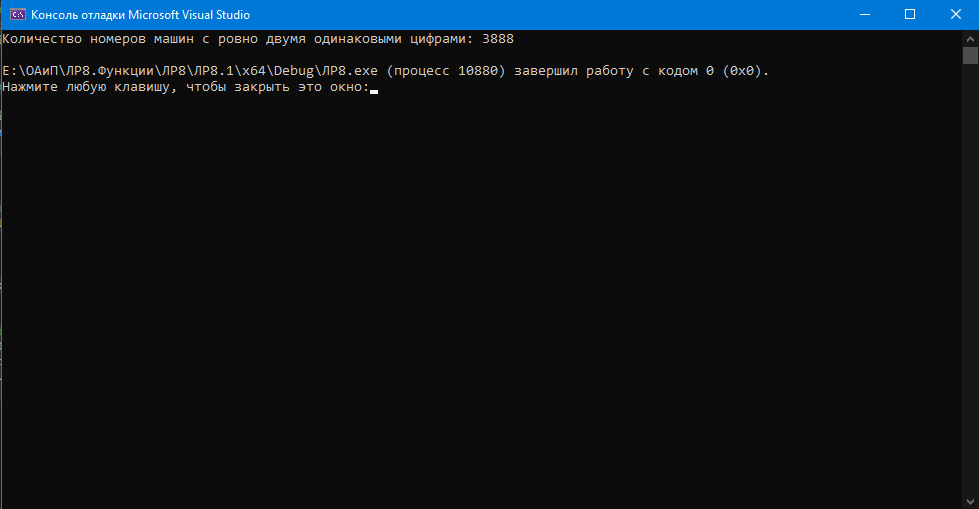 Консоль отладки Microsoft Visual Studio
Количество номеров машин с ровно двумя одинаковыми цифрами: 3888
E:\ОАиП\ЛР8.Функции\ЛР8\ЛР8.1\x64\Debug\ЛР8.exe (процесс 10880) завершил работу с кодом 0 (0x0).
Нажмите любую клавишу, чтобы закрыть это окно: